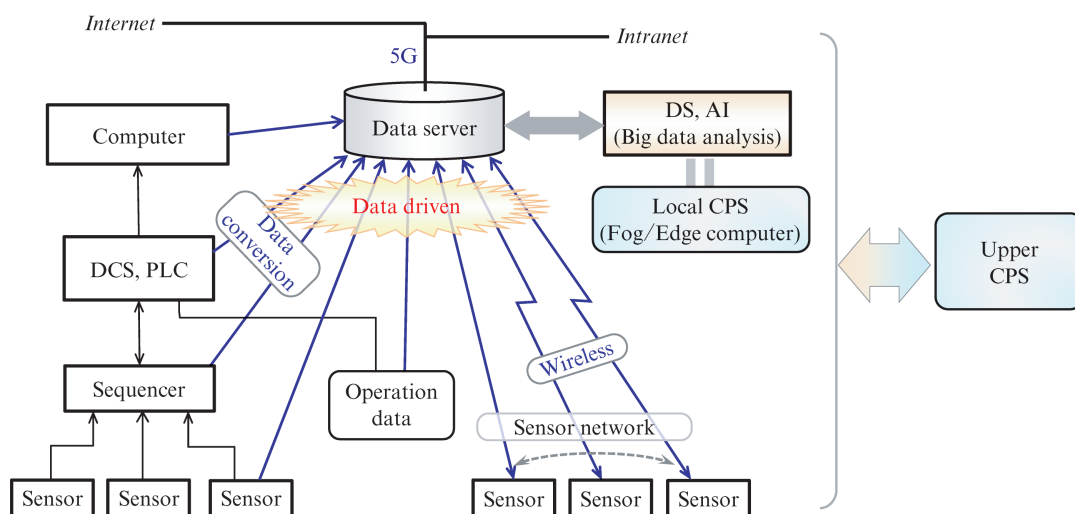 Internet
Intranet
5G
Computer
Data server
DS, AI
(Big data analysis)
Data driven
Local CPS
(Fog/Edge computer)
Data
conversion
DCS, PLC
Upper
CPS
Wireless
Sequencer
Operation
data
Sensor network
Sensor
Sensor
Sensor
Sensor
Sensor
Sensor